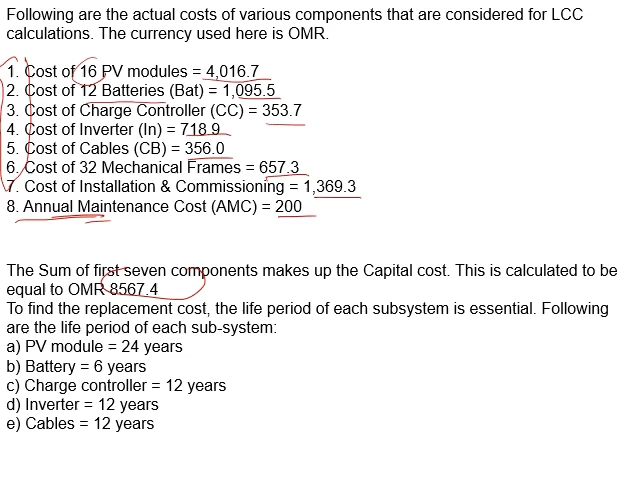 Following are the actual costs of various components that are considered for LCC
calculations. The currency used here is OMR.
1. Cost of 16 PV modules = 4,016.7
2. Cost of 12 Batteries (Bat) = 1,095.5
3. Cost of Charge Controller (CC) = 353.7
4. Cost of Inverter (In) = 718.9
5. Cost of Cables (CB) = 356.0
6. Cost of 32 Mechanical Frames = 657.3
7. Cost of Installation & Commissioning = 1,369.3
8. Annual Maintenance Cost (AMC) = 200
The Sum of first seven components makes up the Capital cost. This is calculated to be
equal to OMR 8567.4
To find the replacement cost, the life period of each subsystem is essential. Following
are the life period of each sub-system:
a) PV module = 24 years
b) Battery = 6 years
c) Charge controller = 12 years
d) Inverter = 12 years
e) Cables = 12 years